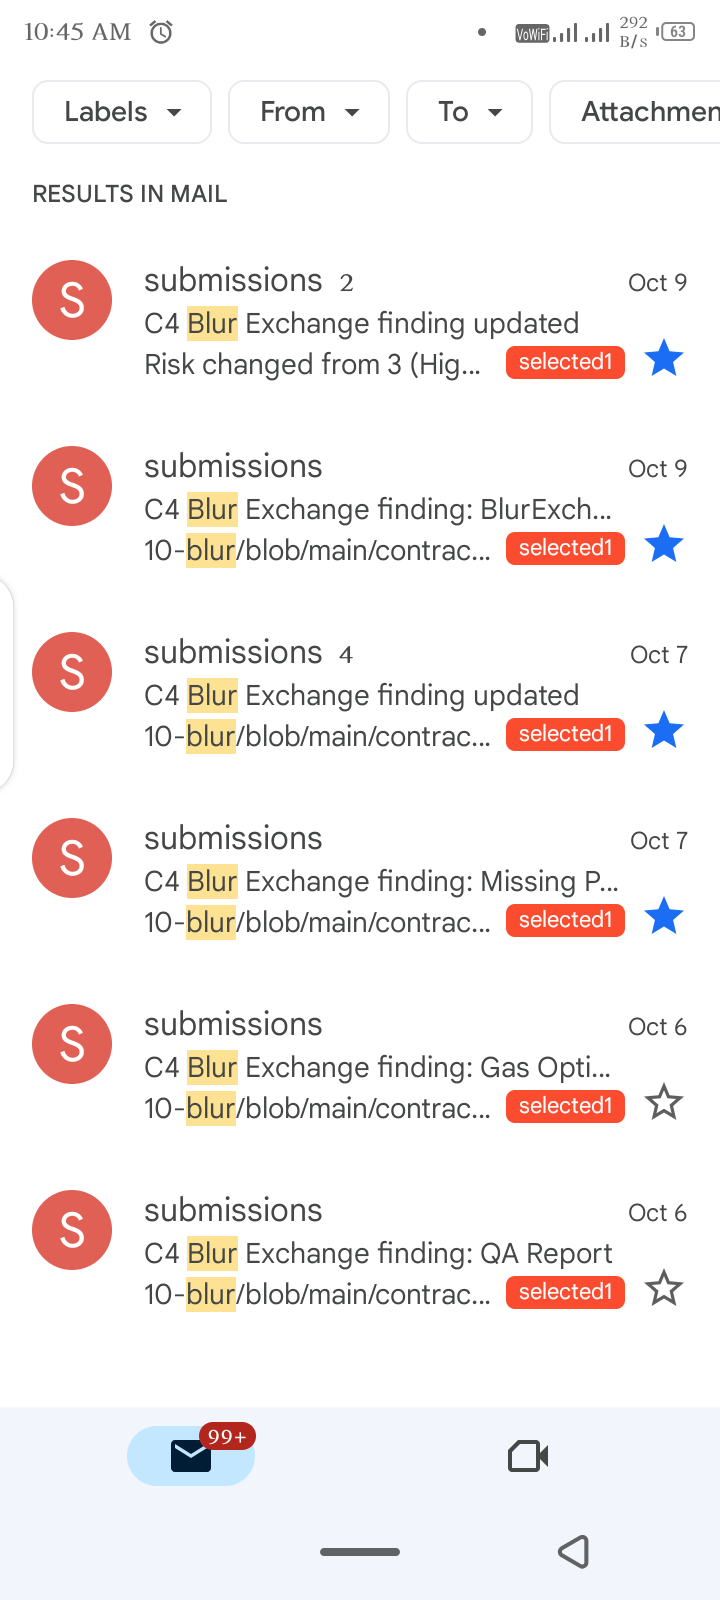 10:45 AM VoWiFi 292 B/s 63
Labels From To Attachmen
RESULTS IN MAIL
S submissions 2 Oct 9
C4 Blur Exchange finding updated
Risk changed from 3 (Hig... selected1
S submissions Oct 9
C4 Blur Exchange finding: BlurExch...
10-blur/blob/main/contrac... selected1
S submissions 4 Oct 7
C4 Blur Exchange finding updated
10-blur/blob/main/contrac... selected1
S submissions Oct 7
C4 Blur Exchange finding: Missing P...
10-blur/blob/main/contrac... selected1
S submissions Oct 6
C4 Blur Exchange finding: Gas Opti...
10-blur/blob/main/contrac... selected1
S submissions Oct 6
C4 Blur Exchange finding: QA Report
10-blur/blob/main/contrac... selected1
99+